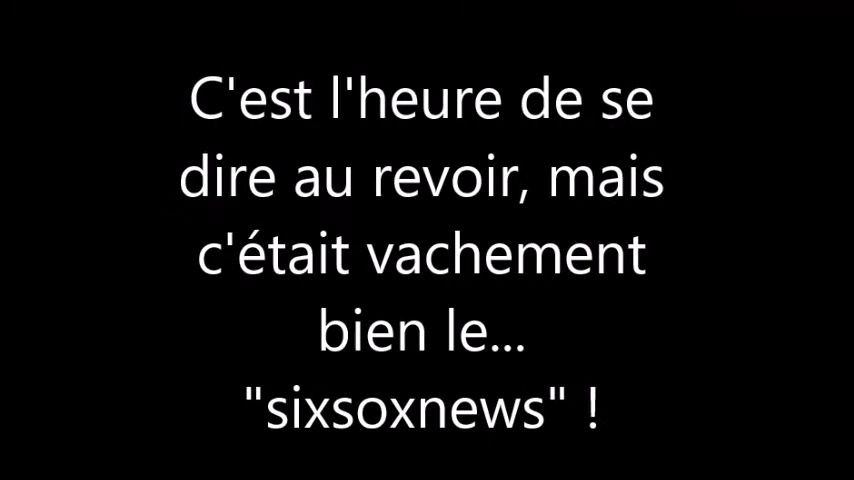 C'est l'heure de se
dire au revoir, mais
c'était vachement
bien le...
"sixsoxnews" !